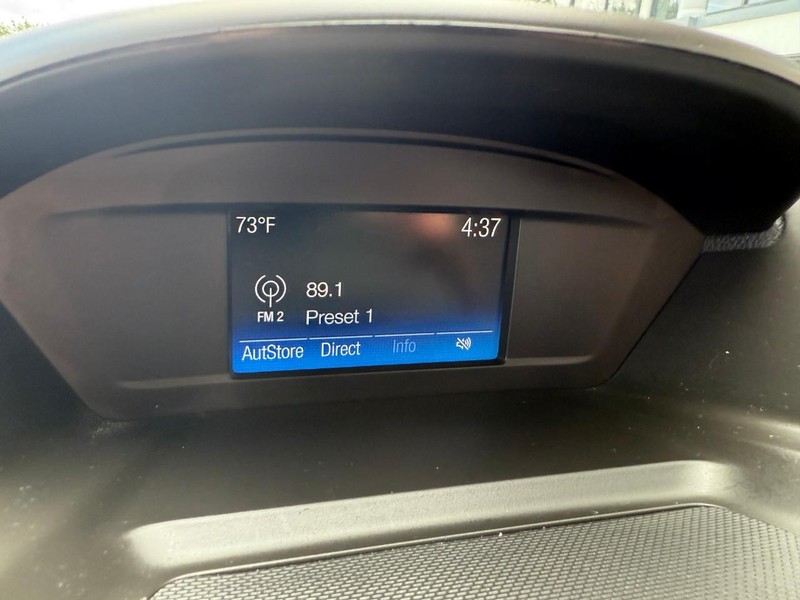 73°F 4:37
89.1
FM 2 Preset 1
AutStore Direct Info